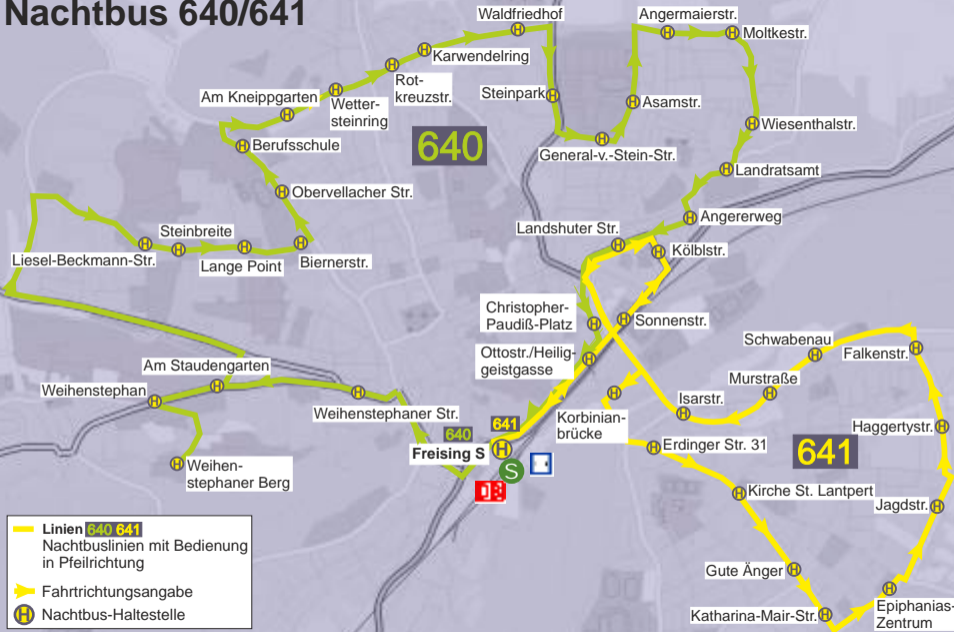 Nachtbus 640/641
Waldfriedhof
Angermaierstr.
Moltkestr.
Karwendelring
Rot-
kreuzstr.
Steinpark
Am Kneippgarten
Wetter-
steinring
Asamstr.
Wiesenthalstr.
Berufsschule
640
General-v.-Stein-Str.
Landratsamt
Obervellacher Str.
Angererweg
Landshuter Str.
Steinbreite
Kölblstr.
Liesel-Beckmann-Str.
Lange Point
Biernerstr.
Christopher-
Paudiß-Platz
Sonnenstr.
Schwabenau
Falkenstr.
Ottostr./Heilig-
geistgasse
Am Staudengarten
Murstraße
Weihenstephan
Isarstr.
Weihenstephaner Str.
Korbinian-
brücke
641
640
Haggertystr.
Freising S
S
Erdinger Str. 31
641
Weihen-
stephaner Berg
Kirche St. Lantpert
Jagdstr.
Linien 640 641
Nachtbuslinien mit Bedienung
in Pfeilrichtung
Gute Änger
Fahrtrichtungsangabe
H Nachtbus-Haltestelle
Katharina-Mair-Str.
Epiphanias-
Zentrum